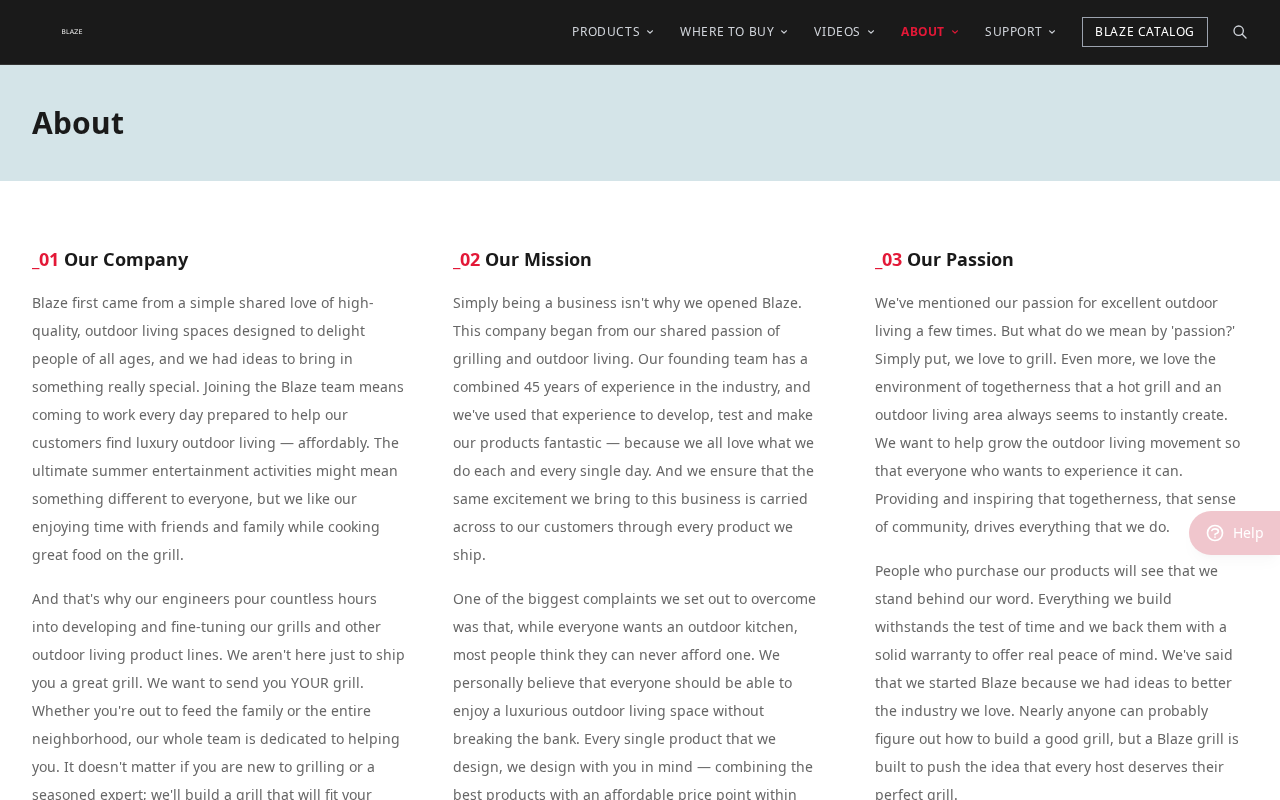 BLAZE
PRODUCTS
WHERE TO BUY
VIDEOS
ABOUT
SUPPORT
BLAZE CATALOG
About
_01 Our Company
Blaze first came from a simple shared love of high-
quality, outdoor living spaces designed to delight
people of all ages, and we had ideas to bring in
something really special. Joining the Blaze team means
coming to work every day prepared to help our
customers find luxury outdoor living — affordably. The
ultimate summer entertainment activities might mean
something different to everyone, but we like our
enjoying time with friends and family while cooking
great food on the grill.
And that's why our engineers pour countless hours
into developing and fine-tuning our grills and other
outdoor living product lines. We aren't here just to ship
you a great grill. We want to send you YOUR grill.
Whether you're out to feed the family or the entire
neighborhood, our whole team is dedicated to helping
you. It doesn't matter if you are new to grilling or a
seasoned expert; we'll build a grill that will fit your
_02 Our Mission
Simply being a business isn't why we opened Blaze.
This company began from our shared passion of
grilling and outdoor living. Our founding team has a
combined 45 years of experience in the industry, and
we've used that experience to develop, test and make
our products fantastic — because we all love what we
do each and every single day. And we ensure that the
same excitement we bring to this business is carried
across to our customers through every product we
ship.
One of the biggest complaints we set out to overcome
was that, while everyone wants an outdoor kitchen,
most people think they can never afford one. We
personally believe that everyone should be able to
enjoy a luxurious outdoor living space without
breaking the bank. Every single product that we
design, we design with you in mind — combining the
best products with an affordable price point within
_03 Our Passion
We've mentioned our passion for excellent outdoor
living a few times. But what do we mean by 'passion?'
Simply put, we love to grill. Even more, we love the
environment of togetherness that a hot grill and an
outdoor living area always seems to instantly create.
We want to help grow the outdoor living movement so
that everyone who wants to experience it can.
Providing and inspiring that togetherness, that sense
of community, drives everything that we do.
People who purchase our products will see that we
stand behind our word. Everything we build
withstands the test of time and we back them with a
solid warranty to offer real peace of mind. We've said
that we started Blaze because we had ideas to better
the industry we love. Nearly anyone can probably
figure out how to build a good grill, but a Blaze grill is
built to push the idea that every host deserves their
perfect grill.
Help